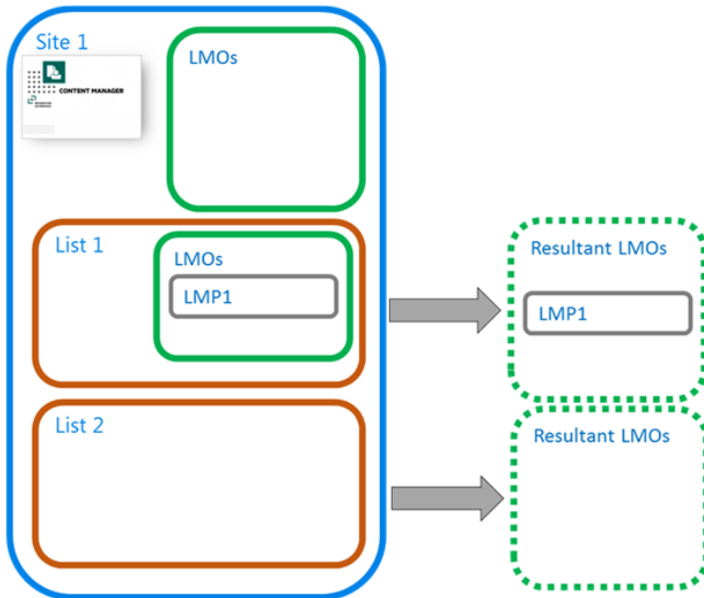 Site 1
LMOs
CONTENT MANAGER
List 1
LMOs
LMP1
Resultant LMOs
LMP1
List 2
Resultant LMOs